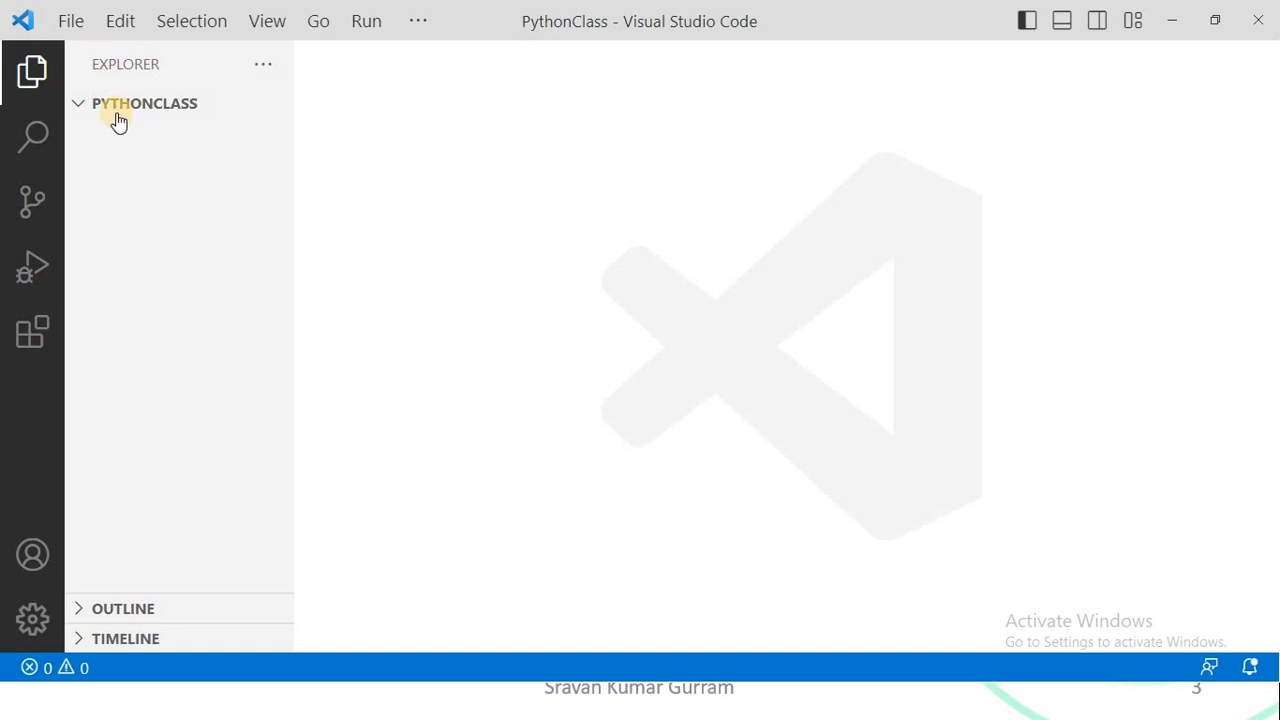 File Edit Selection View Go Run ··· PythonClass - Visual Studio Code
EXPLORER ···
PYTHONCLASS
OUTLINE
TIMELINE
Activate Windows
Go to Settings to activate Windows.
0 0
Sravan Kumar Gurram 3